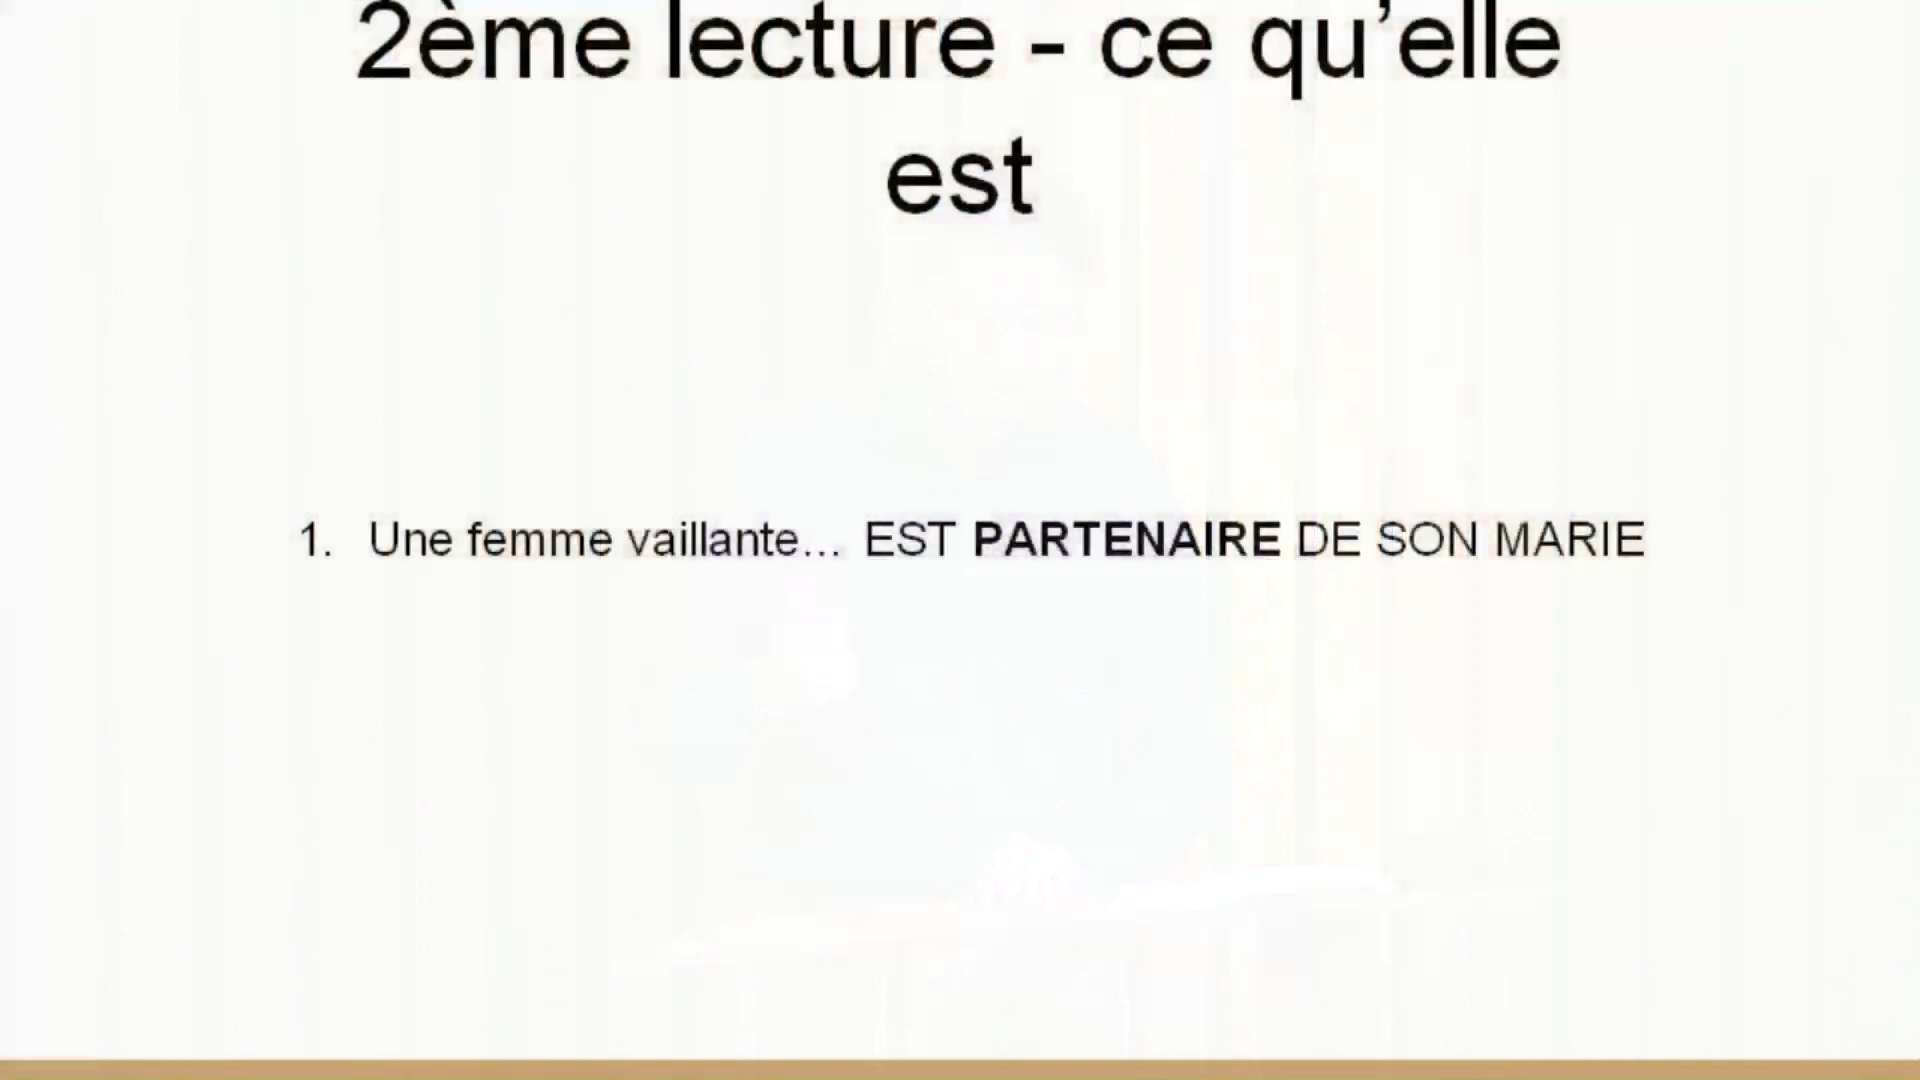 2ème lecture - ce qu’elle
est
1. Une femme vaillante... EST PARTENAIRE DE SON MARIE